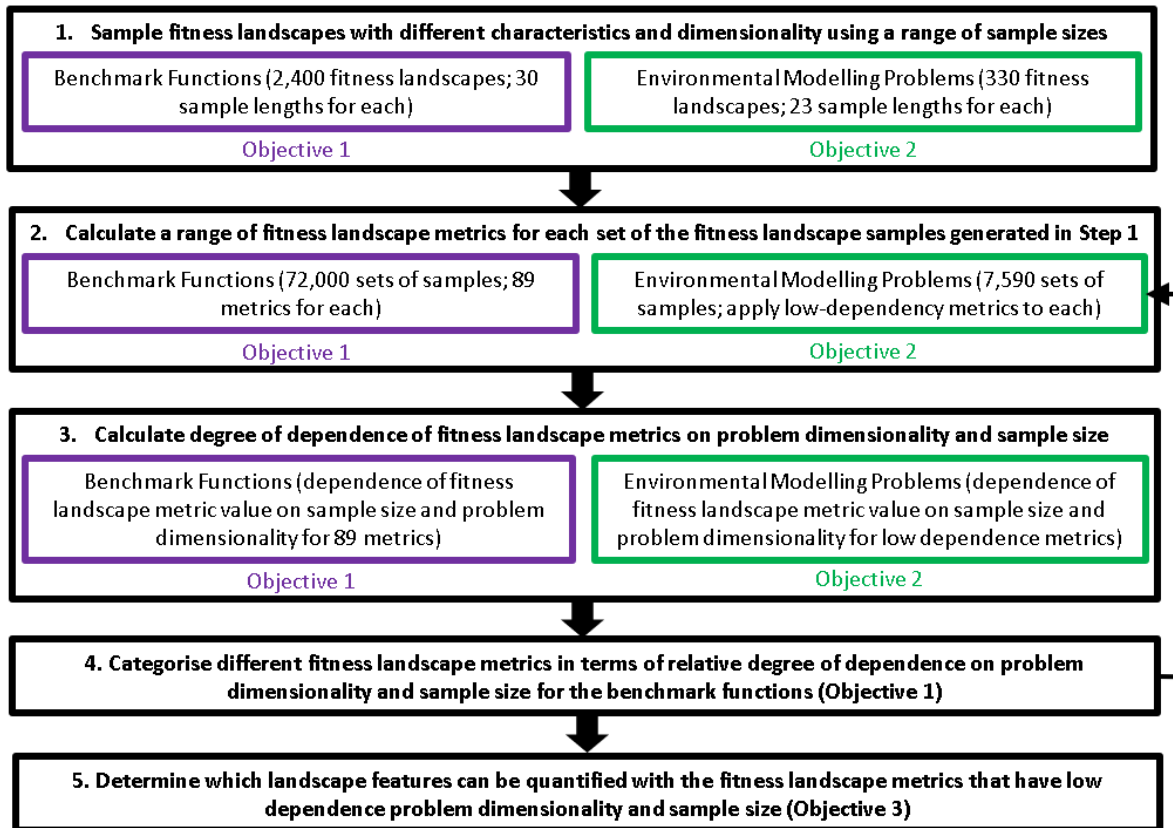 1. Sample fitness landscapes with different characteristics and dimensionality using a range of sample sizes
Benchmark Functions (2,400 fitness landscapes; 30
sample lengths for each)
Objective 1
Environmental Modelling Problems (330 fitness
landscapes; 23 sample lengths for each)
Objective 2
2. Calculate a range of fitness landscape metrics for each set of the fitness landscape samples generated in Step 1
Benchmark Functions (72,000 sets of samples; 89
metrics for each)
Objective 1
Environmental Modelling Problems (7,590 sets of
samples; apply low-dependency metrics to each)
Objective 2
3. Calculate degree of dependence of fitness landscape metrics on problem dimensionality and sample size
Benchmark Functions (dependence of fitness
landscape metric value on sample size and problem
dimensionality for 89 metrics)
Objective 1
Environmental Modelling Problems (dependence of
fitness landscape metric value on sample size and
problem dimensionality for low dependence metrics)
Objective 2
4. Categorise different fitness landscape metrics in terms of relative degree of dependence on problem
dimensionality and sample size for the benchmark functions (Objective 1)
5. Determine which landscape features can be quantified with the fitness landscape metrics that have low
dependence problem dimensionality and sample size (Objective 3)